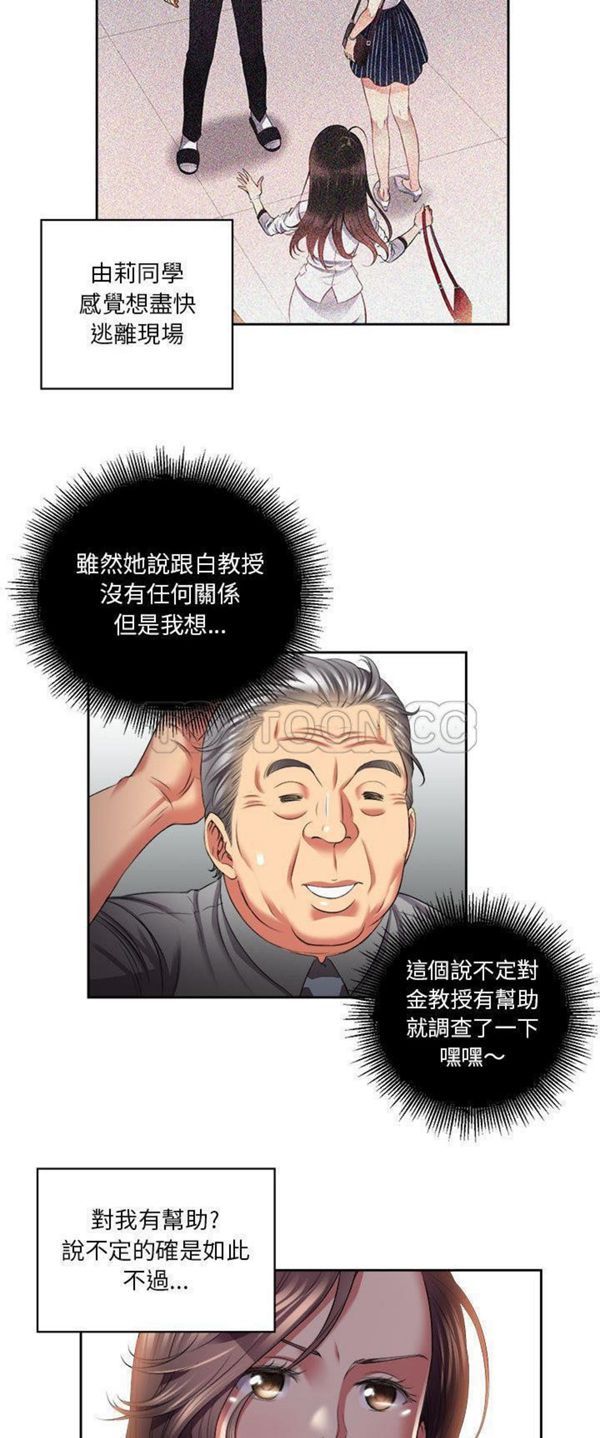 由莉同學
感覺想盡快
逃離現場
雖然她說跟白教授
沒有任何關係
但是我想...
TOPTOON.CC
這個說不定對
金教授有幫助
就調查了一下
嘿嘿～
對我有幫助?
說不定的確是如此
不過...